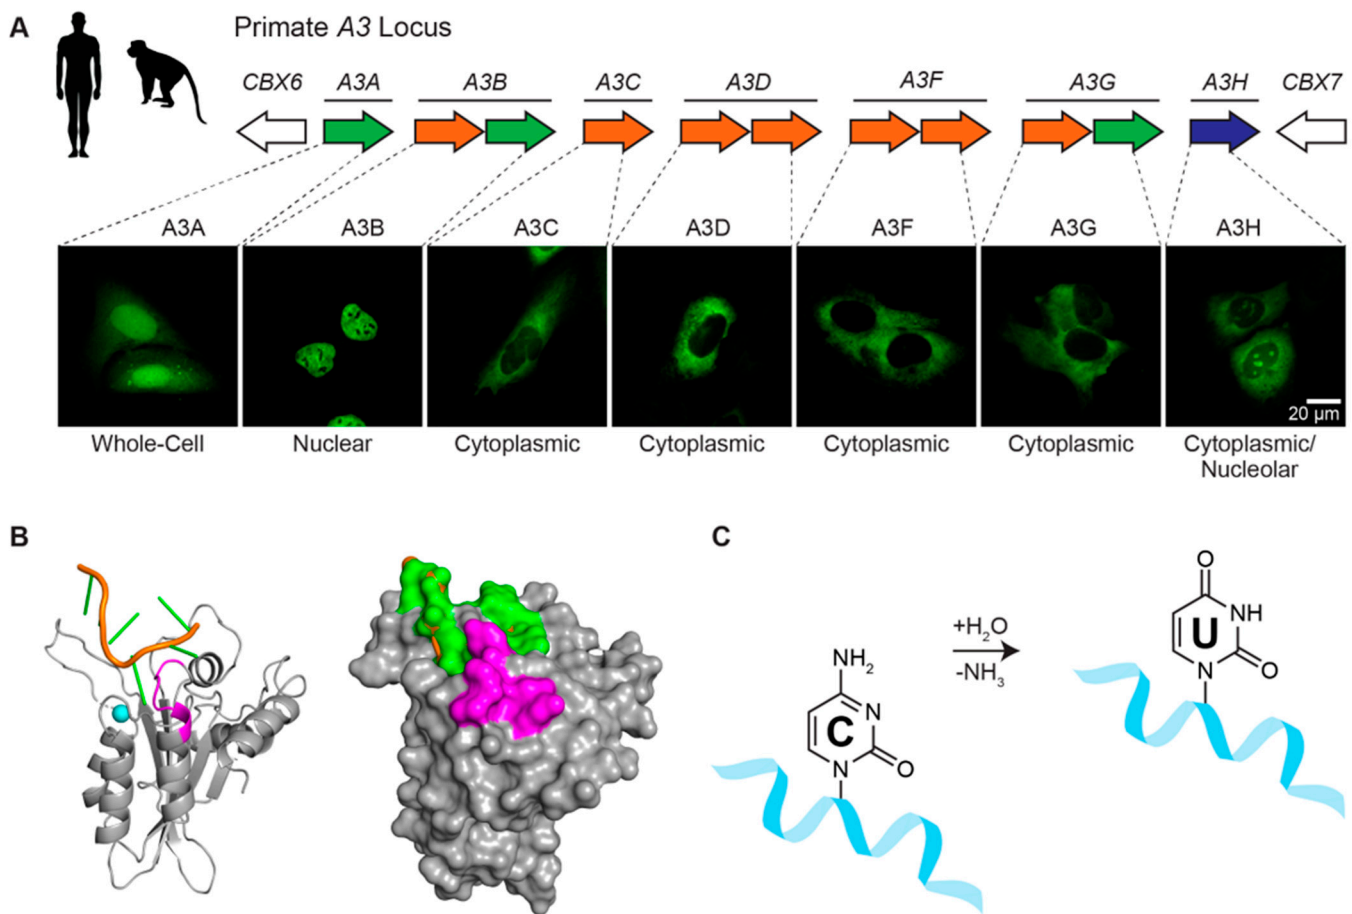 A
Primate A3 Locus
CBX6 A3A A3B A3C A3D A3F A3G A3H CBX7
A3A A3B A3C A3D A3F A3G A3H
20 µm
Whole-Cell Nuclear Cytoplasmic Cytoplasmic Cytoplasmic Cytoplasmic Cytoplasmic/
Nucleolar
B
C
NH₂
N
C
N
O
+H₂O
-NH₃
O
NH
U
N
O